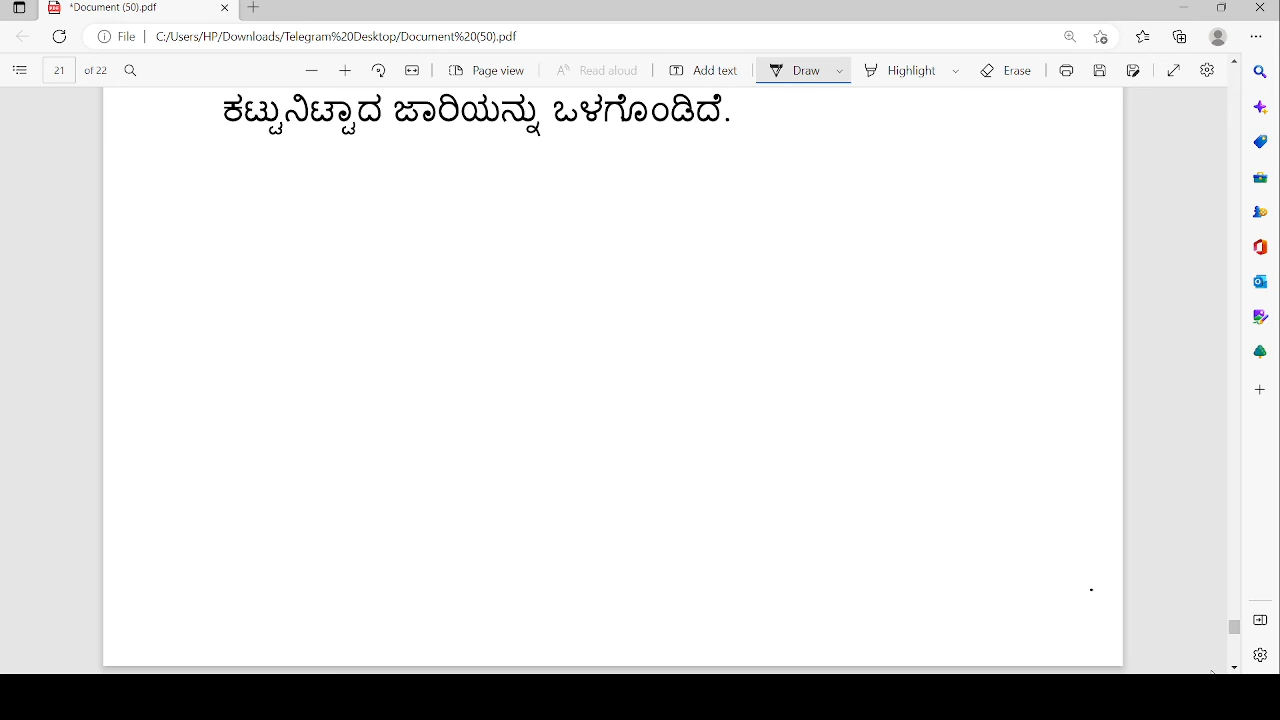 *Document (50).pdf
File
C:/Users/HP/Downloads/Telegram%20Desktop/Document%20(50).pdf
21 of 22
Page view
Read aloud
Add text
Draw
Highlight
Erase
ಕಟ್ಟುನಿಟ್ಟಾದ ಜಾರಿಯನ್ನು ಒಳಗೊಂಡಿದೆ.